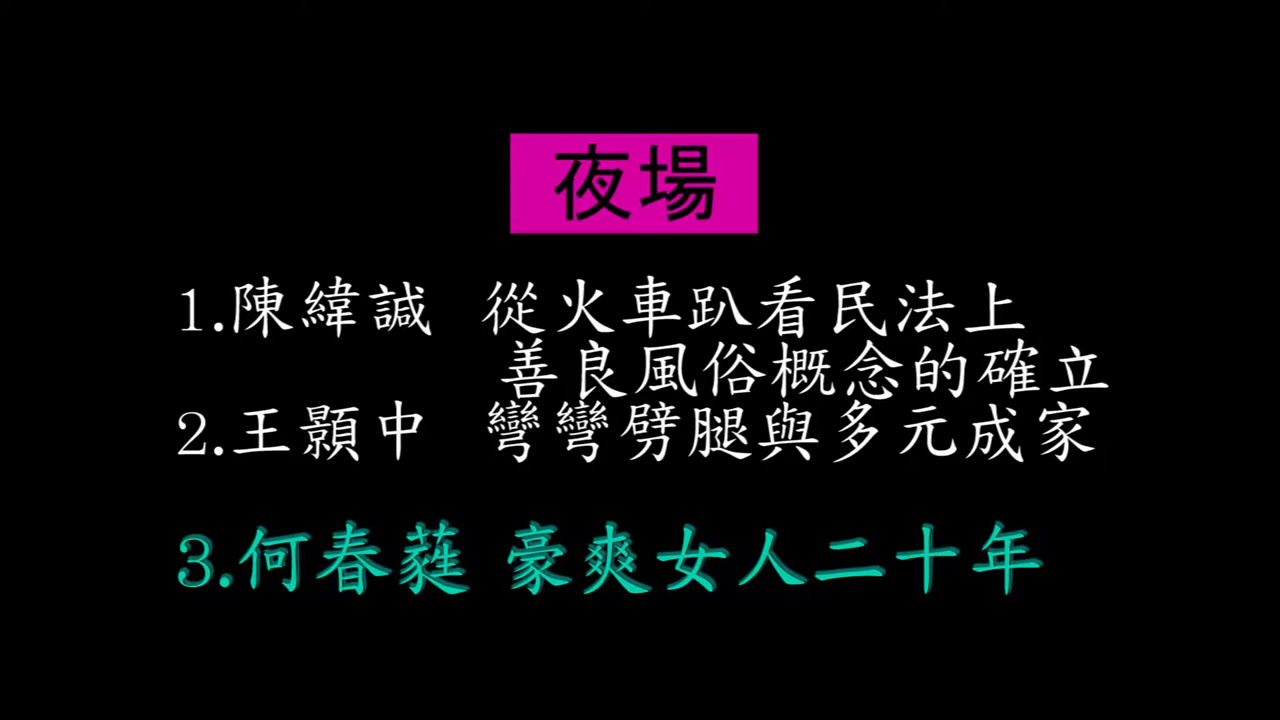 夜場
1.陳緯誠 從火車趴看民法上
善良風俗概念的確立
2.王顥中 彎彎劈腿與多元成家
3.何春蕤 豪爽女人二十年